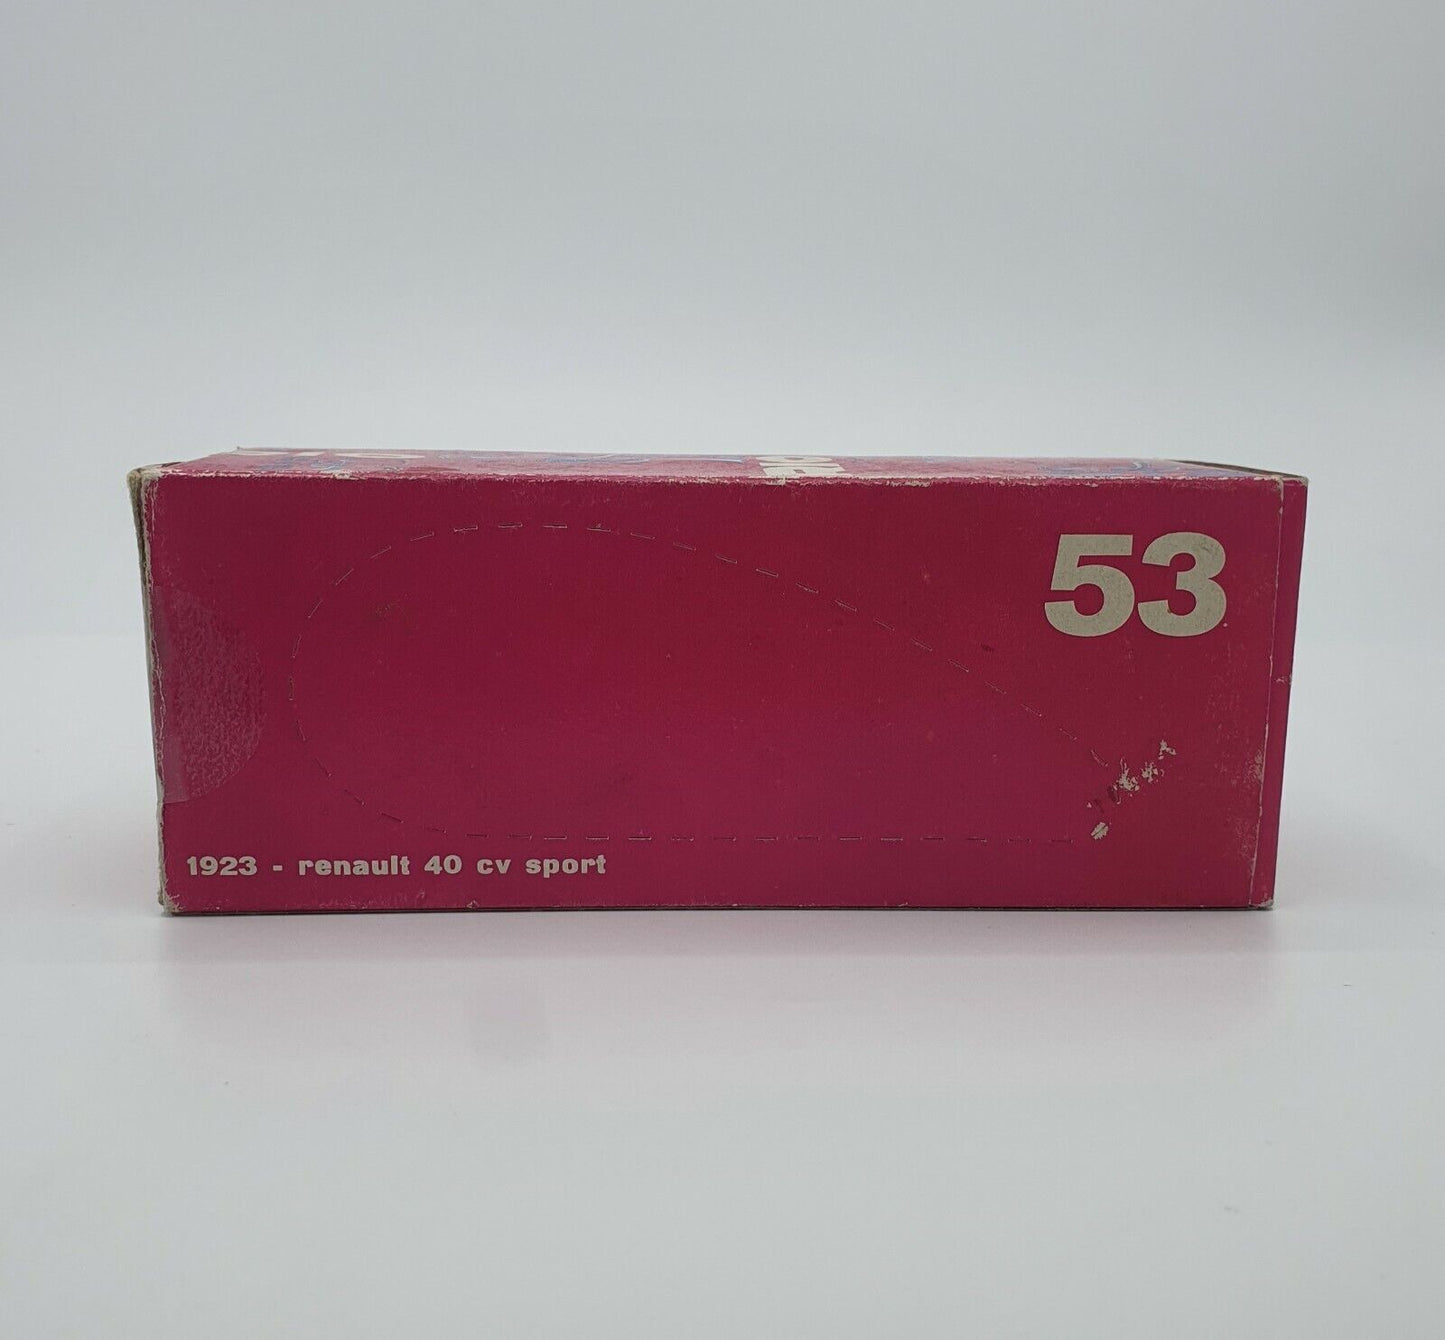 53
1923 - renault 40 cv sport